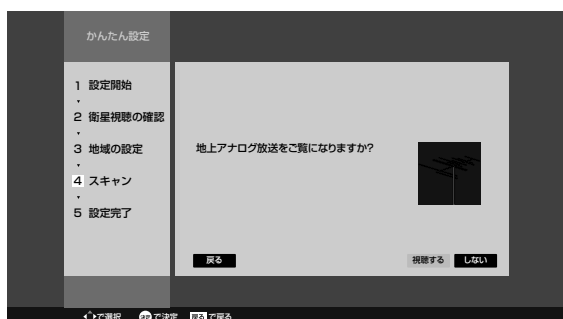 かんたん設定
1 設定開始
2 衛星視聴の確認
3 地域の設定
4 スキャン
5 設定完了
地上アナログ放送をご覧になりますか?
戻る
視聴する しない
で選択 決定 で決定 戻る で戻る